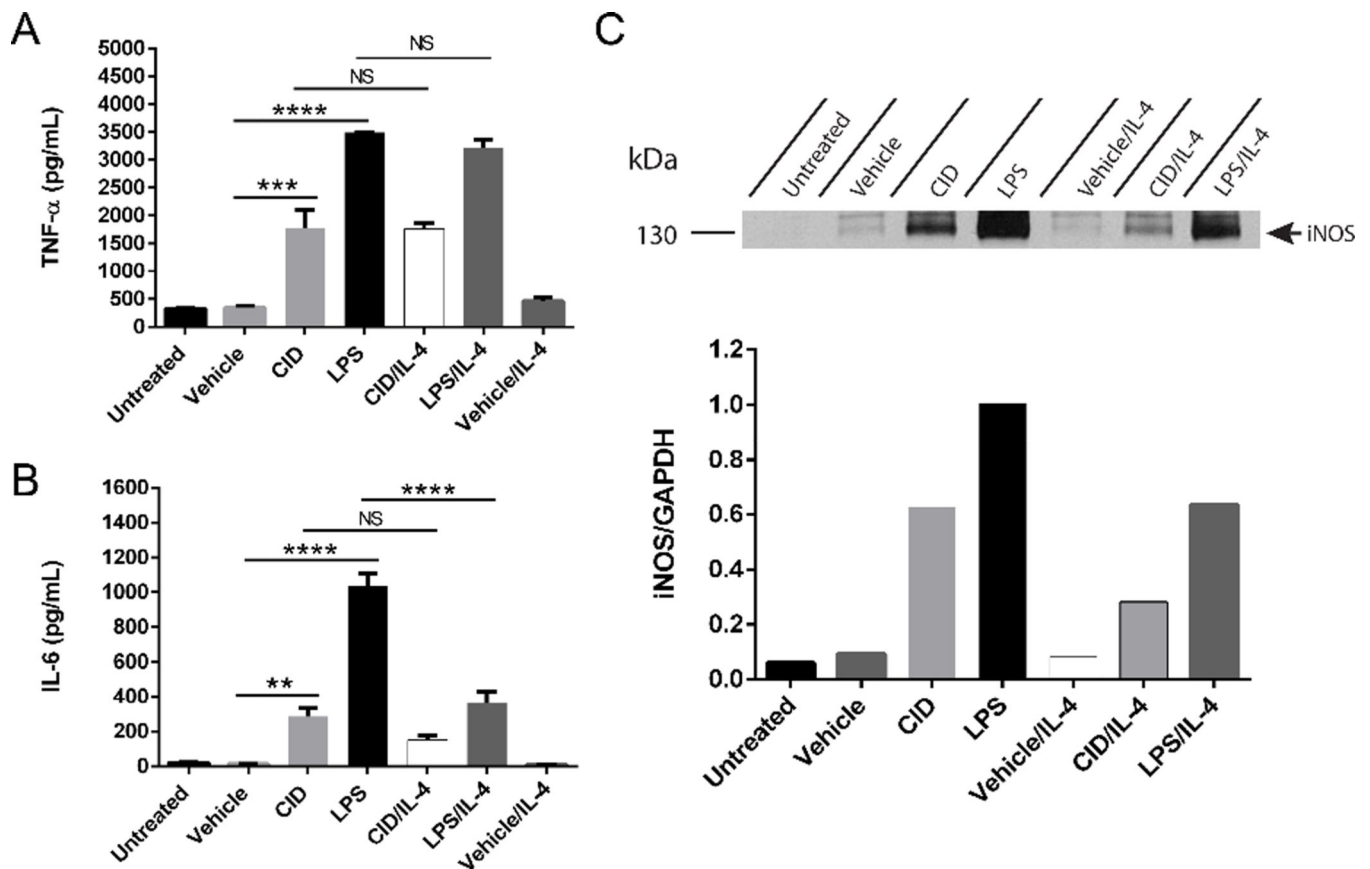 A
TNF-α (pg/mL)
5000
4500
4000
3500
3000
2500
2000
1500
1000
500
0
NS
NS
****
***
Untreated
Vehicle
CID
LPS
CID/IL-4
LPS/IL-4
Vehicle/IL-4
B
IL-6 (pg/mL)
1600
1400
1200
1000
800
600
400
200
0
****
NS
****
**
Untreated
Vehicle
CID
LPS
CID/IL-4
LPS/IL-4
Vehicle/IL-4
C
kDa
Untreated
Vehicle
CID
LPS
Vehicle/IL-4
CID/IL-4
LPS/IL-4
130
iNOS
iNOS/GAPDH
1.2
1.0
0.8
0.6
0.4
0.2
0.0
Untreated
Vehicle
CID
LPS
Vehicle/IL-4
CID/IL-4
LPS/IL-4